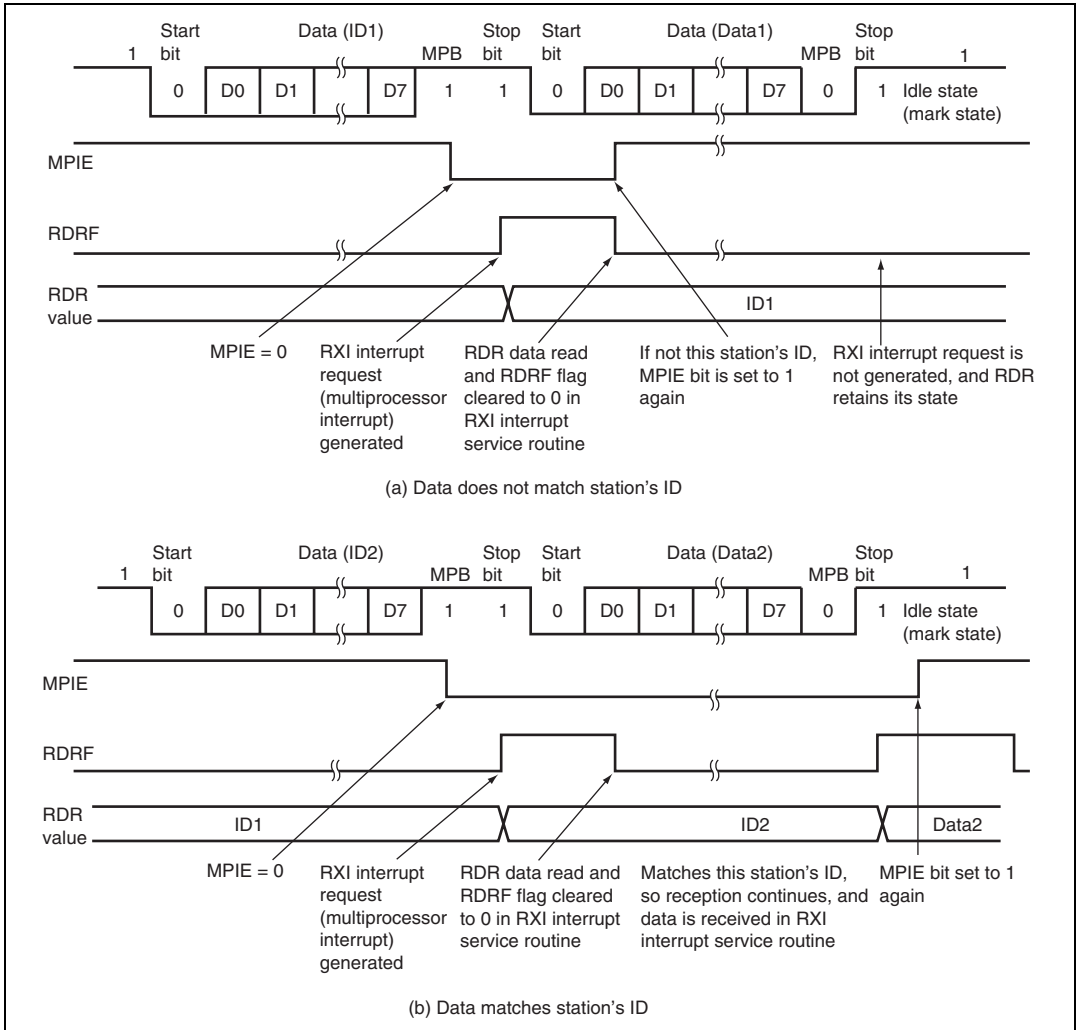 Start bit
Data (ID1)
Stop bit
Start bit
Data (Data1)
Stop bit
1
MPB
MPB
1
0 D0 D1 D7 1 1 0 D0 D1 D7 0 1 Idle state (mark state)
MPIE
RDRF
RDR value
ID1
MPIE = 0
RXI interrupt
request
(multiprocessor
interrupt)
generated
RDR data read
and RDRF flag
cleared to 0 in
RXI interrupt
service routine
If not this station's ID,
MPIE bit is set to 1
again
RXI interrupt request is
not generated, and RDR
retains its state
(a) Data does not match station's ID
Start bit
Data (ID2)
Stop bit
Start bit
Data (Data2)
Stop bit
1
MPB
MPB
1
0 D0 D1 D7 1 1 0 D0 D1 D7 0 1 Idle state (mark state)
MPIE
RDRF
RDR value
ID1
ID2
Data2
MPIE = 0
RXI interrupt
request
(multiprocessor
interrupt)
generated
RDR data read and
RDRF flag cleared
to 0 in RXI interrupt
service routine
Matches this station's ID,
so reception continues, and
data is received in RXI
interrupt service routine
MPIE bit set to 1
again
(b) Data matches station's ID